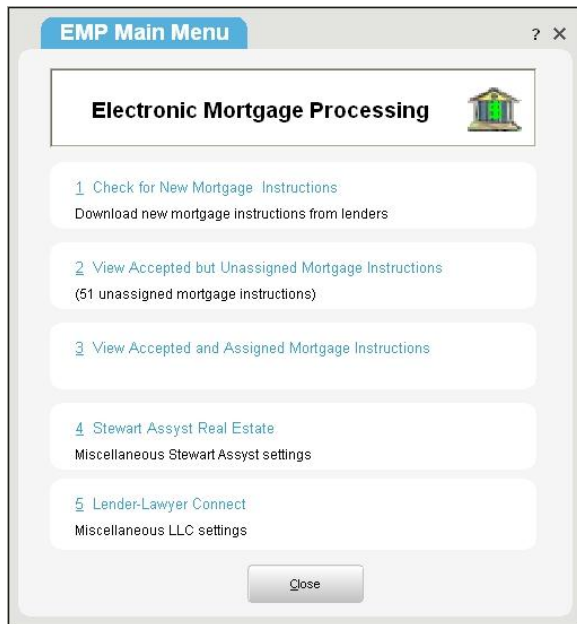 EMP Main Menu
? ×
Electronic Mortgage Processing
1 Check for New Mortgage Instructions
Download new mortgage instructions from lenders
2 View Accepted but Unassigned Mortgage Instructions
(51 unassigned mortgage instructions)
3 View Accepted and Assigned Mortgage Instructions
4 Stewart Assyst Real Estate
Miscellaneous Stewart Assyst settings
5 Lender-Lawyer Connect
Miscellaneous LLC settings
Close